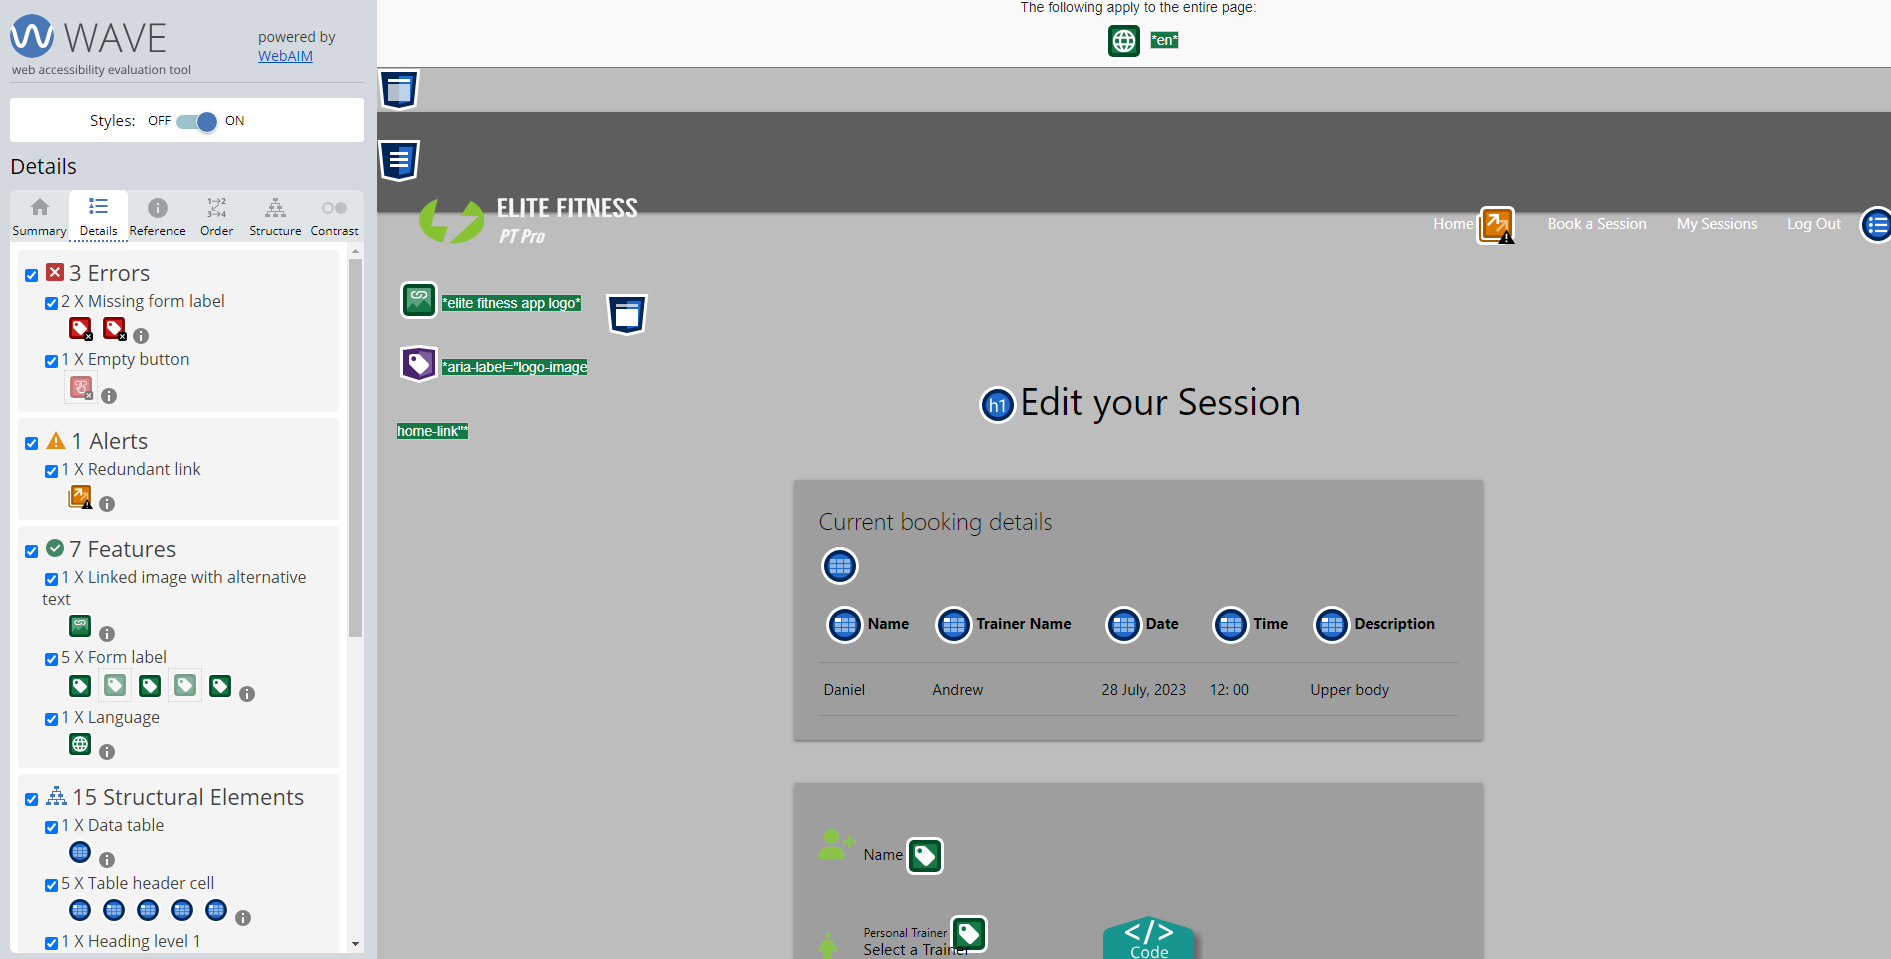 WAVE
powered by
WebAIM
web accessibility evaluation tool
Styles: OFF ON
Details
Summary Details Reference Order Structure Contrast
3 Errors
2 X Missing form label
1 X Empty button
1 Alerts
1 X Redundant link
7 Features
1 X Linked image with alternative
text
5 X Form label
1 X Language
15 Structural Elements
1 X Data table
5 X Table header cell
1 X Heading level 1
The following apply to the entire page:
*en*
ELITE FITNESS
PT Pro
Home Book a Session My Sessions Log Out
*elite fitness app logo*
*aria-label="logo-image
home-link"*
h1 Edit your Session
Current booking details
Name Trainer Name Date Time Description
Daniel Andrew 28 July, 2023 12: 00 Upper body
Name
Personal Trainer
Select a Trainer
</>
Code